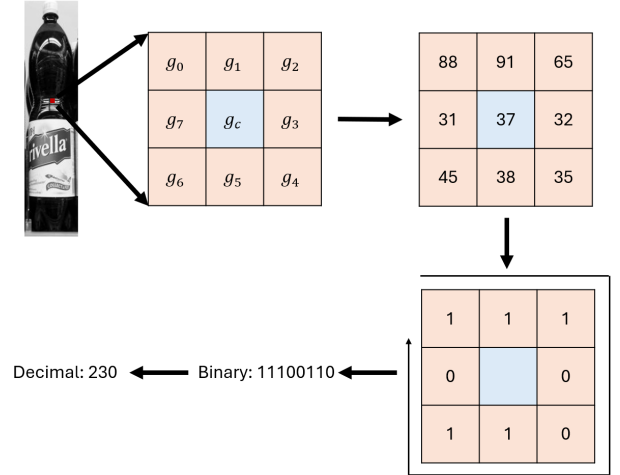 g₀ g₁ g₂
g₇ g꜀ g₃
g₆ g₅ g₄
88 91 65
31 37 32
45 38 35
rivella
1 1 1
0 0
1 1 0
Decimal: 230
Binary: 11100110